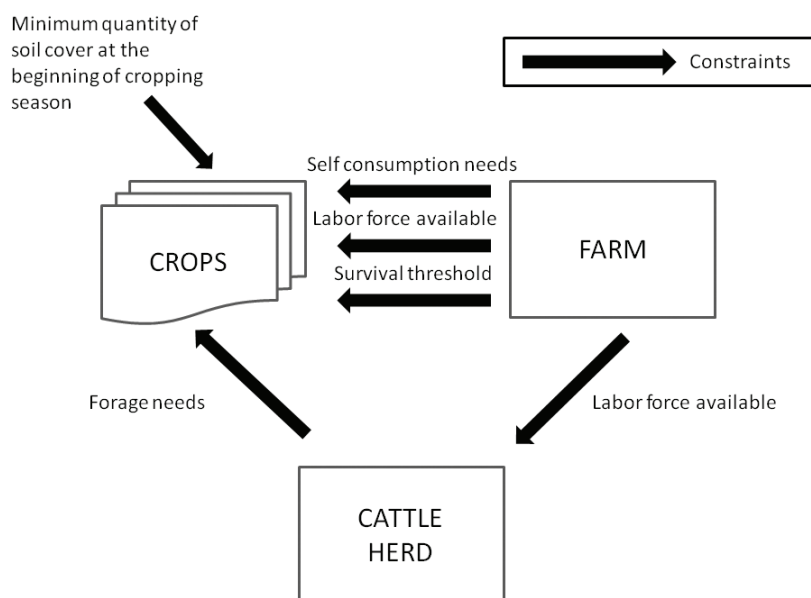 Minimum quantity of
soil cover at the
beginning of cropping
season
Constraints
Self consumption needs
Labor force available
Survival threshold
CROPS
FARM
Forage needs
Labor force available
CATTLE
HERD